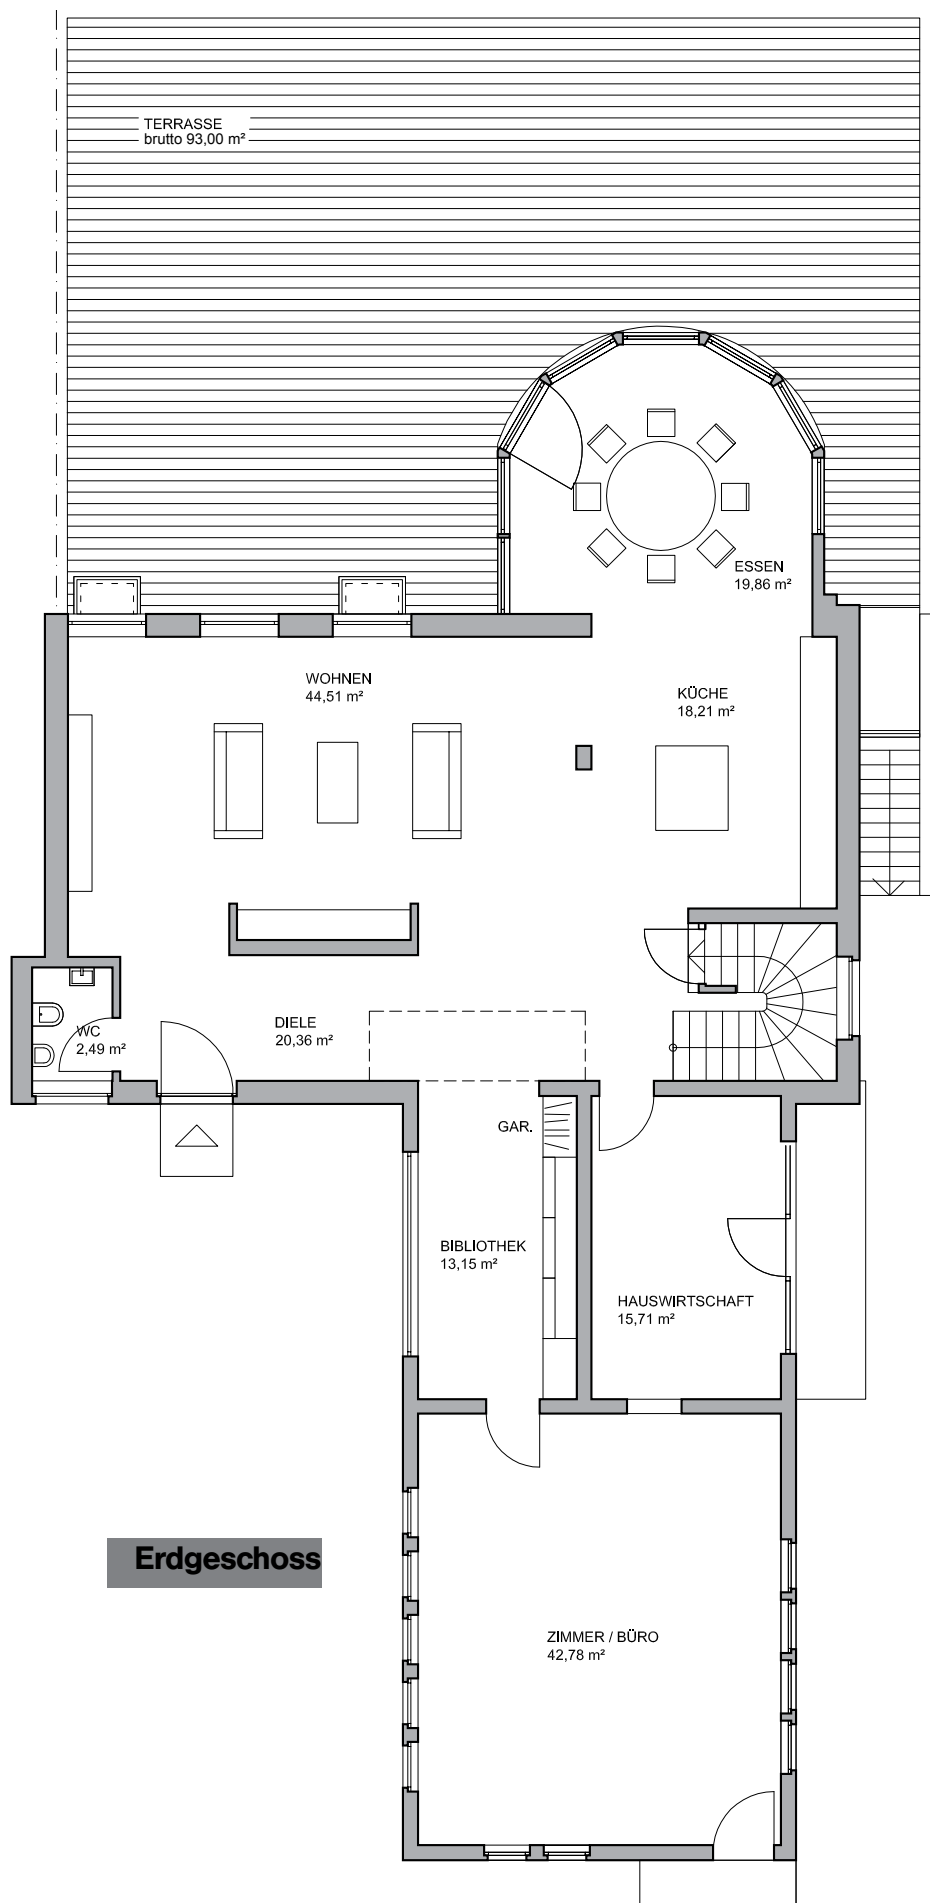 TERRASSE
brutto 93,00 m²
ESSEN
19,86 m²
WOHNEN
44,51 m²
KÜCHE
18,21 m²
DIELE
20,36 m²
WC
2,49 m²
GAR.
BIBLIOTHEK
13,15 m²
HAUSWIRTSCHAFT
15,71 m²
Erdgeschoss
ZIMMER / BÜRO
42,78 m²